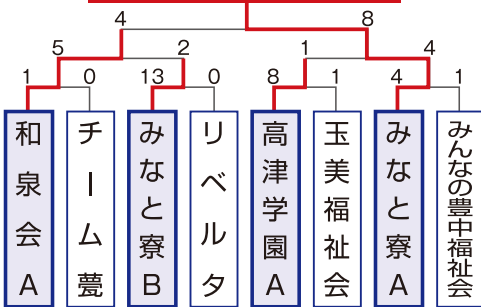 4 8
5 2 1 4
1 0 13 0 8 1 4 1
和泉会A
チーム甍
みなと寮B
リベルタ
高津学園A
玉美福祉会
みなと寮A
みんなの豊中福祉会